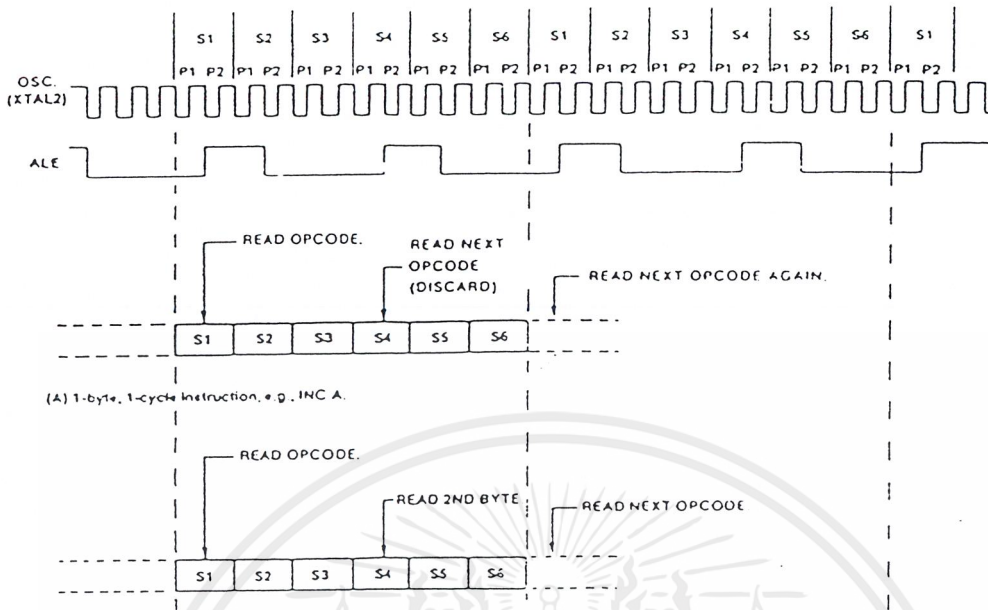 S1 S2 S3 S4 S5 S6 S1 S2 S3 S4 S5 S6 S1
P1 P2 P1 P2 P1 P2 P1 P2 P1 P2 P1 P2 P1 P2 P1 P2 P1 P2 P1 P2 P1 P2 P1 P2 P1 P2
OSC.
(XTAL2)
ALE
READ OPCODE.
READ NEXT
OPCODE
(DISCARD)
READ NEXT OPCODE AGAIN.
S1 S2 S3 S4 S5 S6
(A) 1-byte, 1-cycle Instruction, e.g., INC A.
READ OPCODE.
READ 2ND BYTE
READ NEXT OPCODE
S1 S2 S3 S4 S5 S6